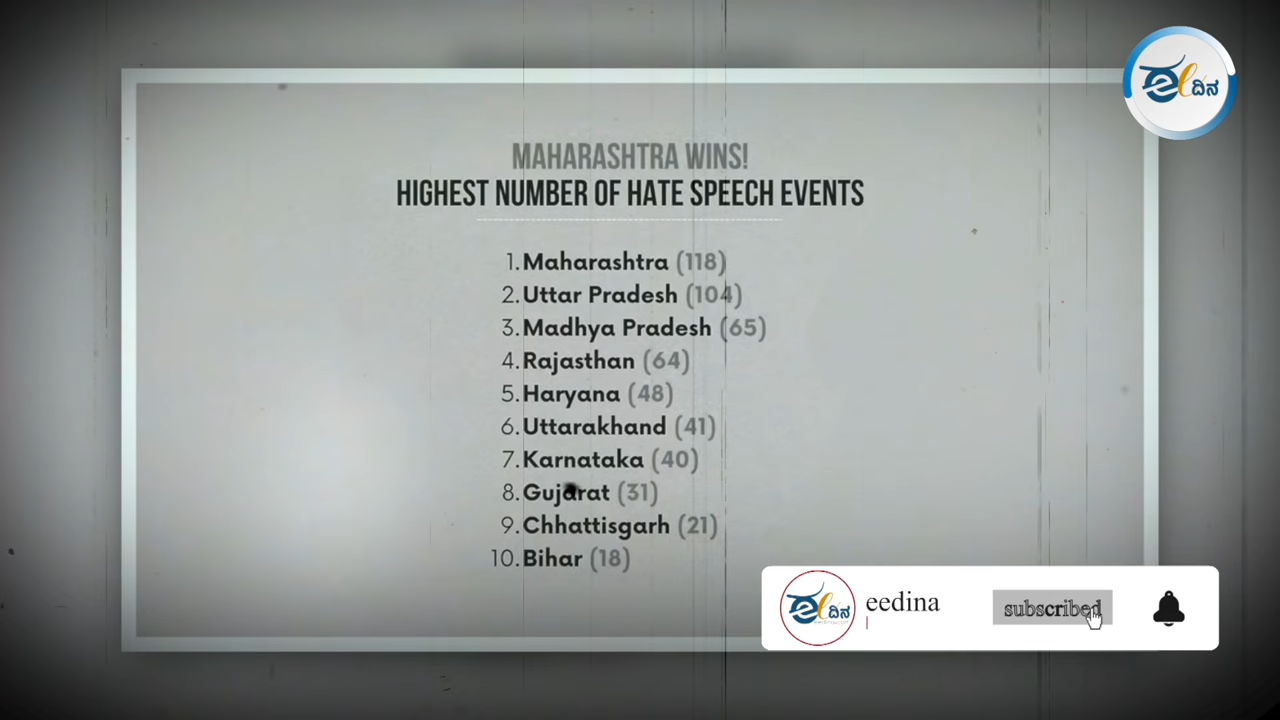 ಈ el ದಿನ
MAHARASHTRA WINS!
HIGHEST NUMBER OF HATE SPEECH EVENTS
1. Maharashtra (118)
2. Uttar Pradesh (104)
3. Madhya Pradesh (65)
4. Rajasthan (64)
5. Haryana (48)
6. Uttarakhand (41)
7. Karnataka (40)
8. Gujarat (31)
9. Chhattisgarh (21)
10. Bihar (18)
ಈ el ದಿನ
eedina
subscribed